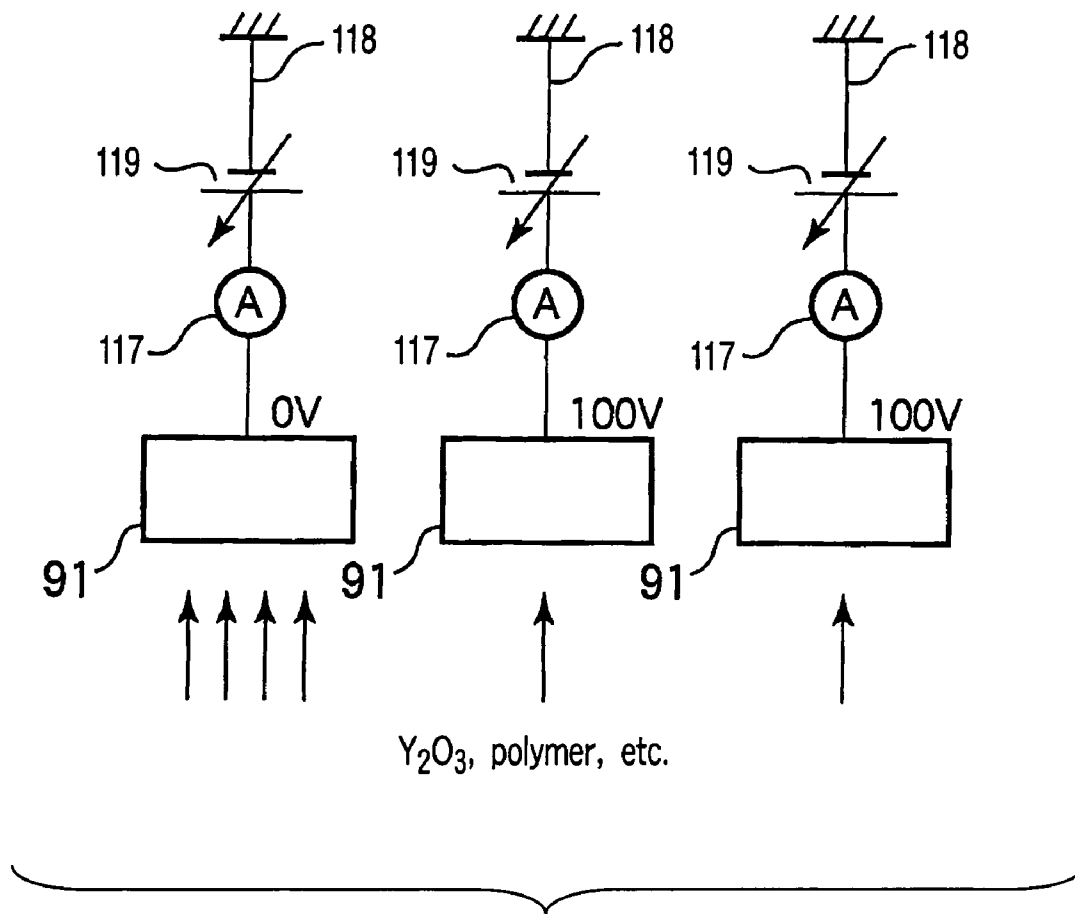 118 118 118
119 119 119
A A A
117 117 117
0V 100V 100V
91 91 91
Y₂O₃, polymer, etc.